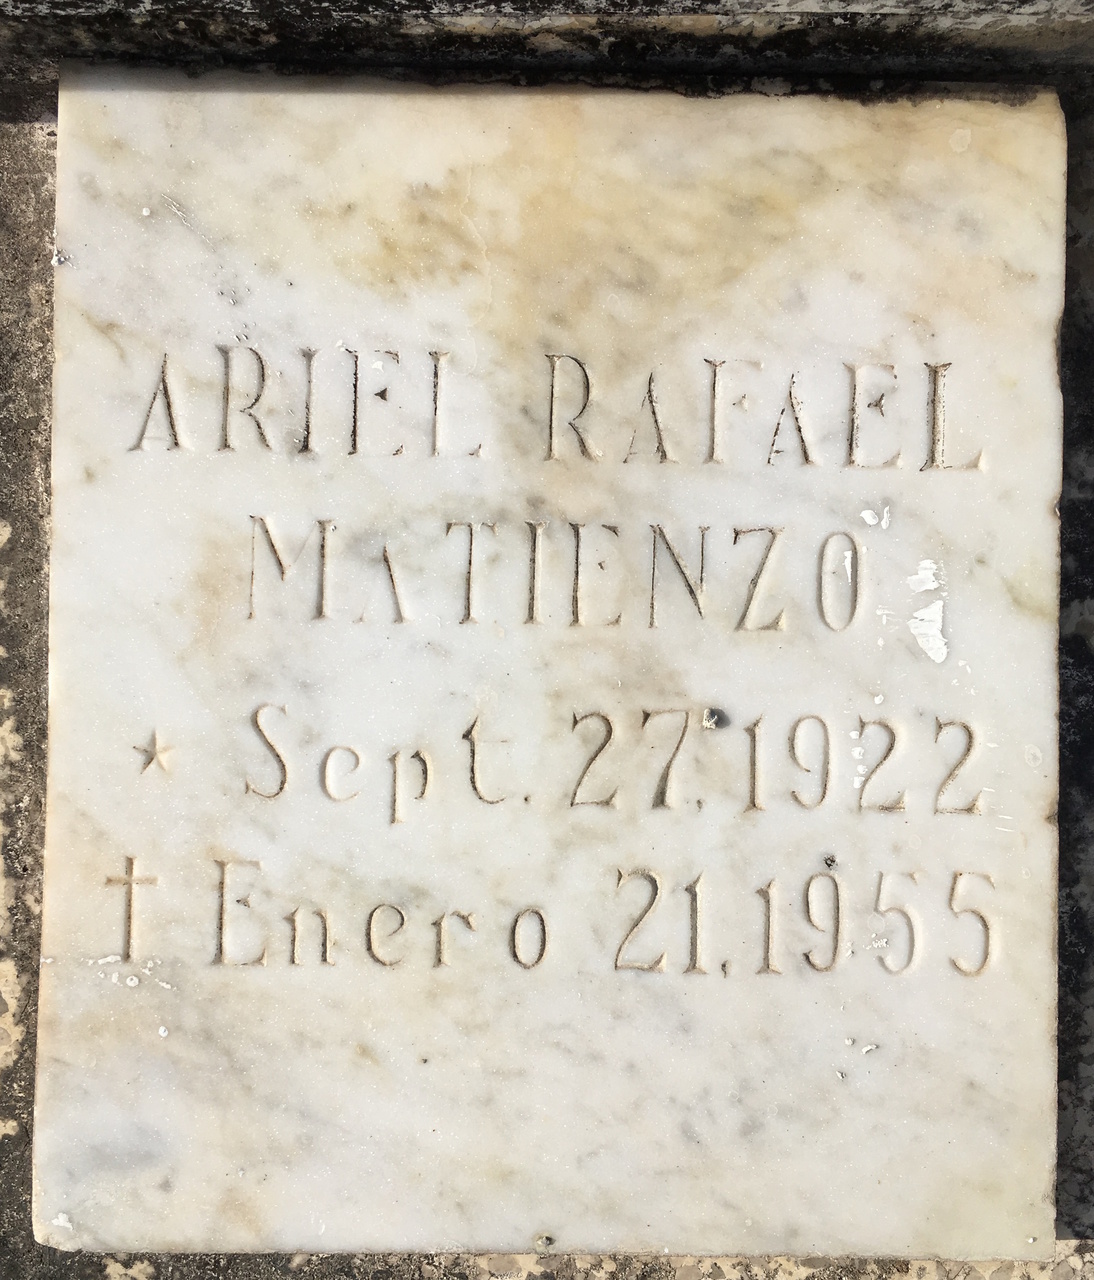 ARIEL RAFAEL
MATIENZO
★ Sept. 27, 1922
† Enero 21, 1955